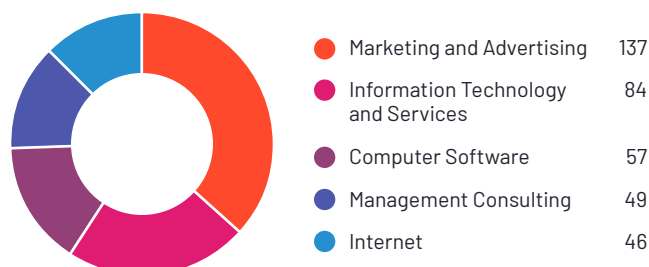 Marketing and Advertising 137
Information Technology 84
and Services
Computer Software 57
Management Consulting 49
Internet 46